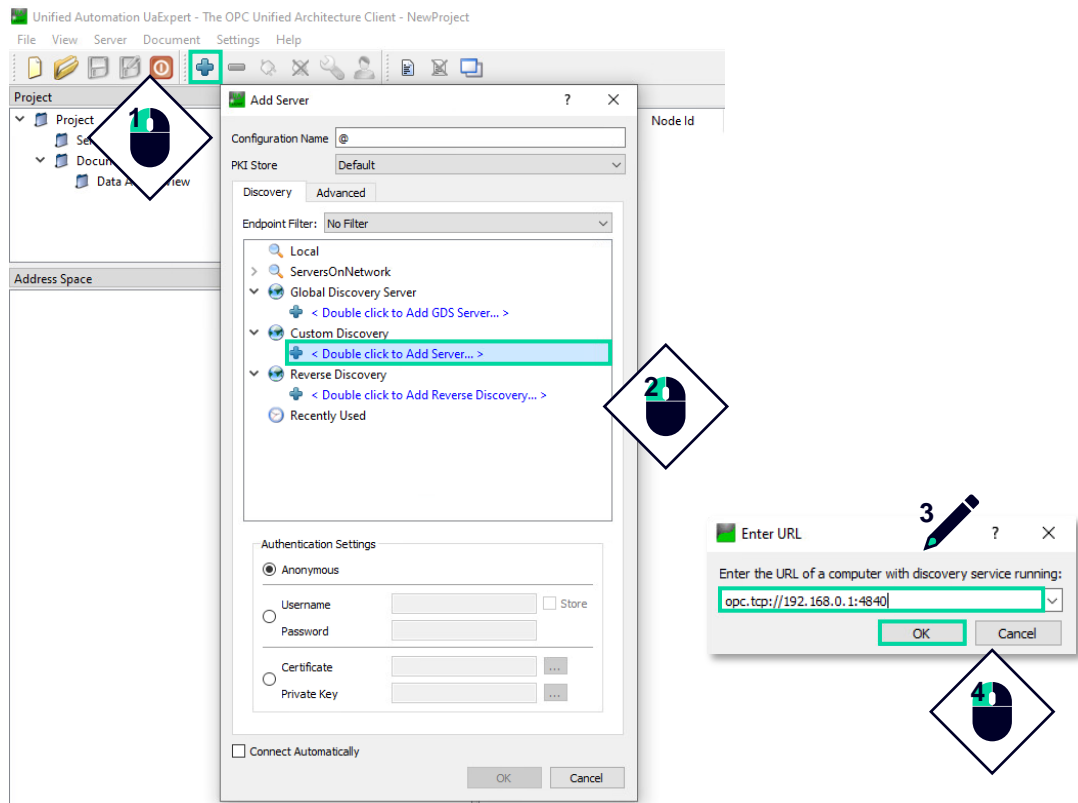 Unified Automation UaExpert - The OPC Unified Architecture Client - NewProject
File View Server Document Settings Help
Project
Project
Data
View
Address Space
Node Id
1
Add Server
?
Configuration Name @
PKI Store Default
Discovery Advanced
Endpoint Filter: No Filter
Local
ServersOnNetwork
Global Discovery Server
< Double click to Add GDS Server... >
Custom Discovery
< Double click to Add Server... >
Reverse Discovery
< Double click to Add Reverse Discovery... >
Recently Used
2
Authentication Settings
Anonymous
Username Store
Password
Certificate ...
Private Key ...
Connect Automatically
OK Cancel
3
Enter URL ?
Enter the URL of a computer with discovery service running:
opc.tcp://192.168.0.1:4840
OK Cancel
4